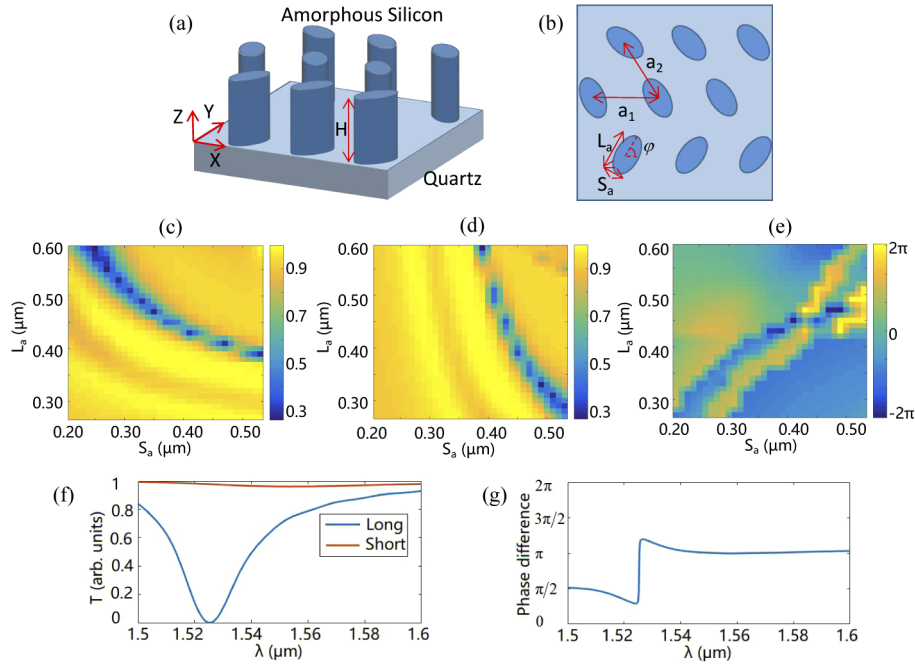 (a)
Amorphous Silicon
Z
Y
X
H
Quartz
(b)
a2
a1
La
φ
Sa
(c)
0.60
0.50
0.40
0.30
La (μm)
0.20 0.30 0.40 0.50
Sa (μm)
0.9
0.7
0.5
0.3
(d)
0.60
0.50
0.40
0.30
La (μm)
0.20 0.30 0.40 0.50
Sa (μm)
0.9
0.7
0.5
0.3
(e)
0.60
0.50
0.40
0.30
La (μm)
0.20 0.30 0.40 0.50
Sa (μm)
2π
π
0
-π
-2π
(f)
1
0.8
0.6
0.4
0.2
0
T (arb. units)
Long
Short
1.5 1.52 1.54 1.56 1.58 1.6
λ (μm)
(g)
2π
3π/2
π
π/2
0
Phase difference
1.5 1.52 1.54 1.56 1.58 1.6
λ (μm)